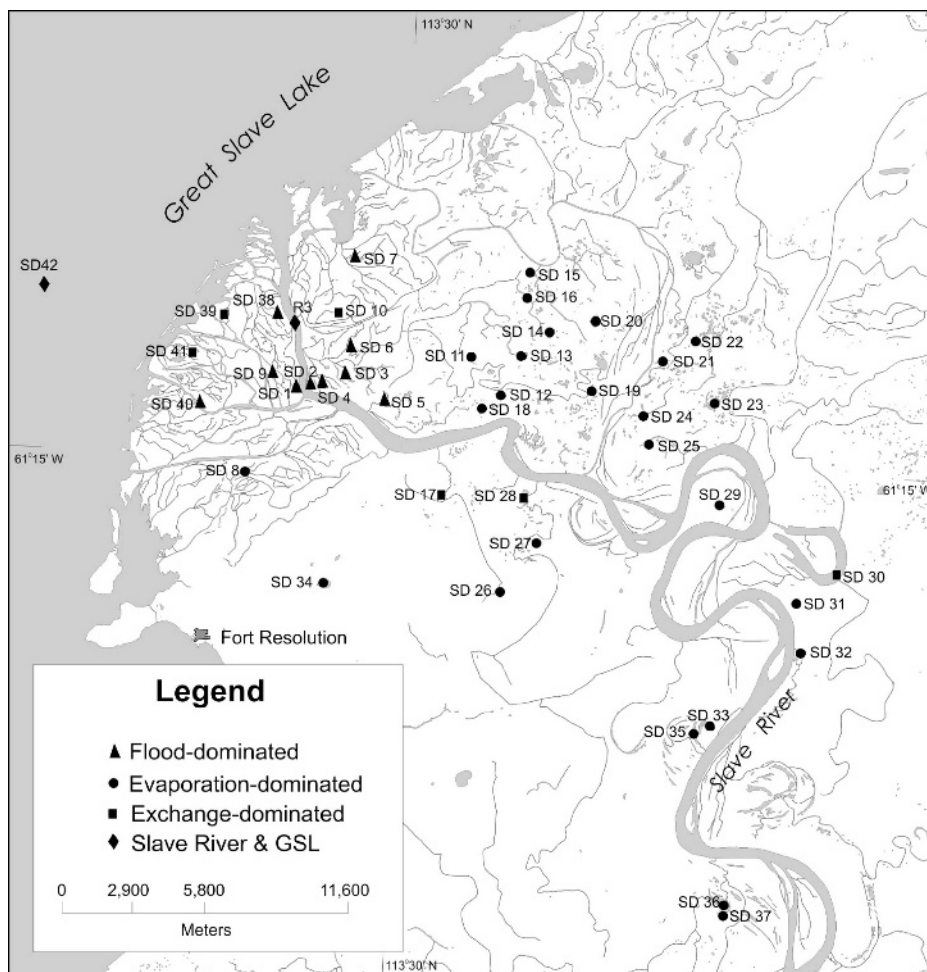 113°30' N
Great Slave Lake
SD42
SD 7
SD 15
SD 16
SD 38
R3
SD 39
SD 10
SD 20
SD 14
SD 22
SD 41
SD 6
SD 11
SD 13
SD 21
SD 9
SD 2
SD 3
SD 1
SD 4
SD 40
SD 5
SD 12
SD 18
SD 19
SD 23
SD 24
SD 25
61°15' W
SD 8
SD 17
SD 28
61°15' W
SD 29
SD 27
SD 34
SD 26
SD 30
SD 31
Fort Resolution
SD 32
Slave River
SD 33
SD 35
SD 36
SD 37
Legend
Flood-dominated
Evaporation-dominated
Exchange-dominated
Slave River & GSL
0 2,900 5,800 11,600
Meters
113°30' N